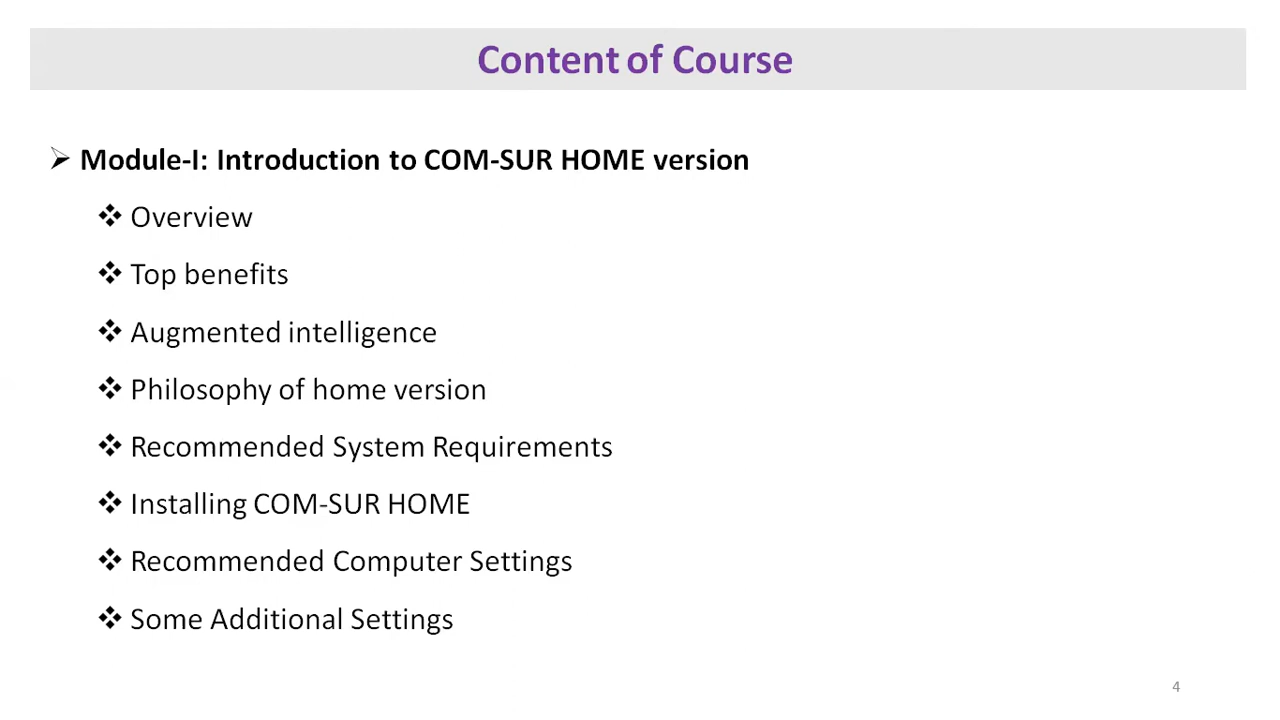 Content of Course
Module-I: Introduction to COM-SUR HOME version
Overview
Top benefits
Augmented intelligence
Philosophy of home version
Recommended System Requirements
Installing COM-SUR HOME
Recommended Computer Settings
Some Additional Settings
4